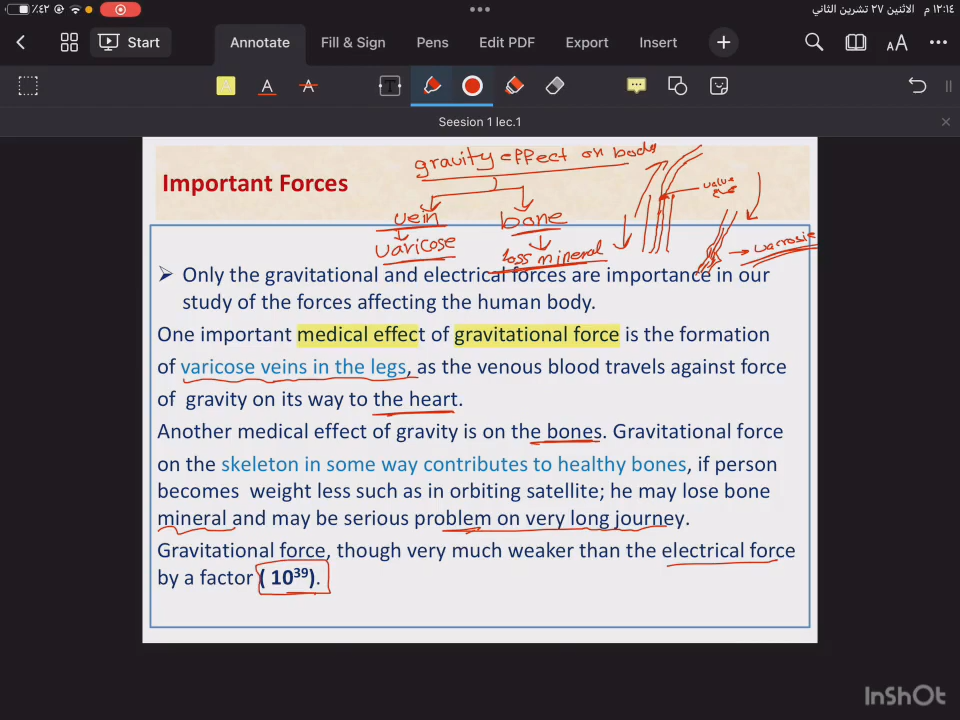 ١٢:١٤ م الاثنين ٢٧ تشرين الثاني
٪٤٢
Start
Annotate
Fill & Sign
Pens
Edit PDF
Export
Insert
Seesion 1 lec.1
gravity effect on body
Important Forces
vein
bone
valve
varicose
loss mineral
➢ Only the gravitational and electrical forces are importance in our
study of the forces affecting the human body.
One important medical effect of gravitational force is the formation
of varicose veins in the legs, as the venous blood travels against force
of gravity on its way to the heart.
Another medical effect of gravity is on the bones. Gravitational force
on the skeleton in some way contributes to healthy bones, if person
becomes weight less such as in orbiting satellite; he may lose bone
mineral and may be serious problem on very long journey.
Gravitational force, though very much weaker than the electrical force
by a factor ( 10³⁹).
InShOt